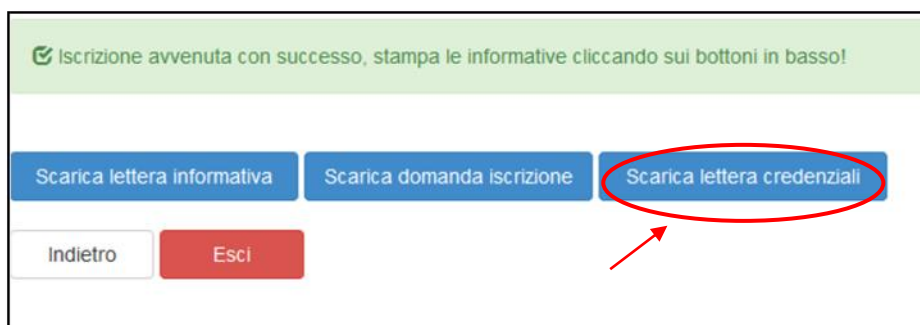 Iscrizione avvenuta con successo, stampa le informative cliccando sui bottoni in basso!
Scarica lettera informativa Scarica domanda iscrizione Scarica lettera credenziali
Indietro Esci